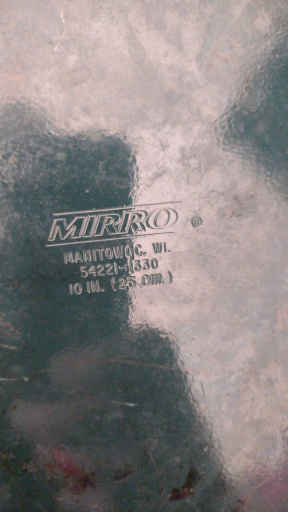 MIRRO ®
MANITOWOC, WI.
54221-1330
10 IN. (25 CM.)